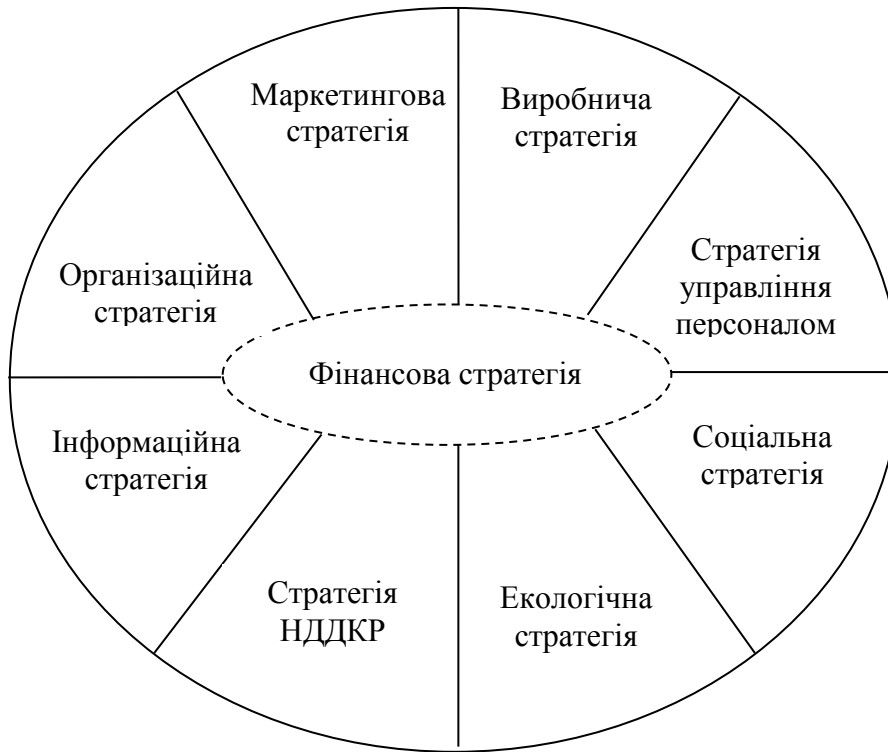 Маркетингова
стратегія
Виробнича
стратегія
Організаційна
стратегія
Стратегія
управління
персоналом
Фінансова стратегія
Інформаційна
стратегія
Соціальна
стратегія
Стратегія
НДДКР
Екологічна
стратегія